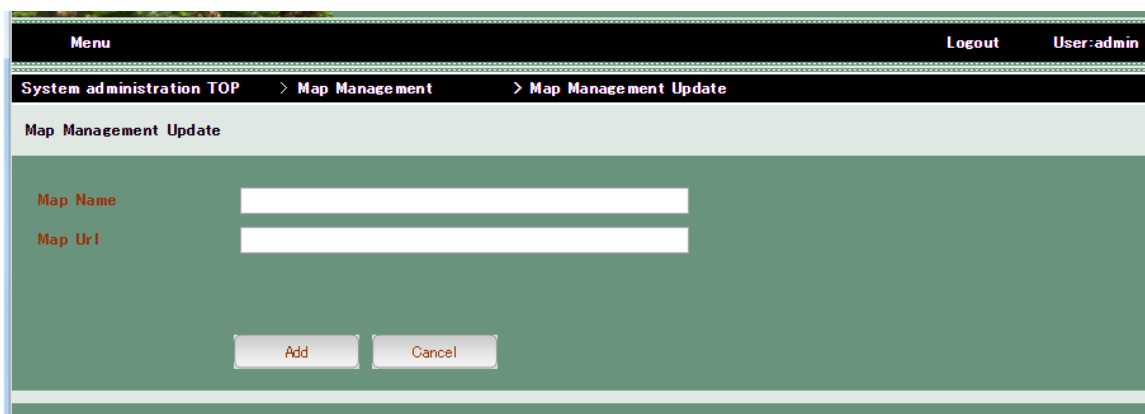 Menu Logout User:admin
System administration TOP > Map Management > Map Management Update
Map Management Update
Map Name
Map Url
Add Cancel